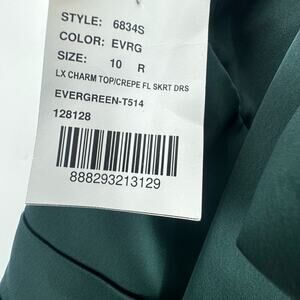 STYLE: 6834S
COLOR: EVRG
SIZE: 10 R
LX CHARM TOP/CREPE FL SKRT DRS
EVERGREEN-T514
128128
888293213129